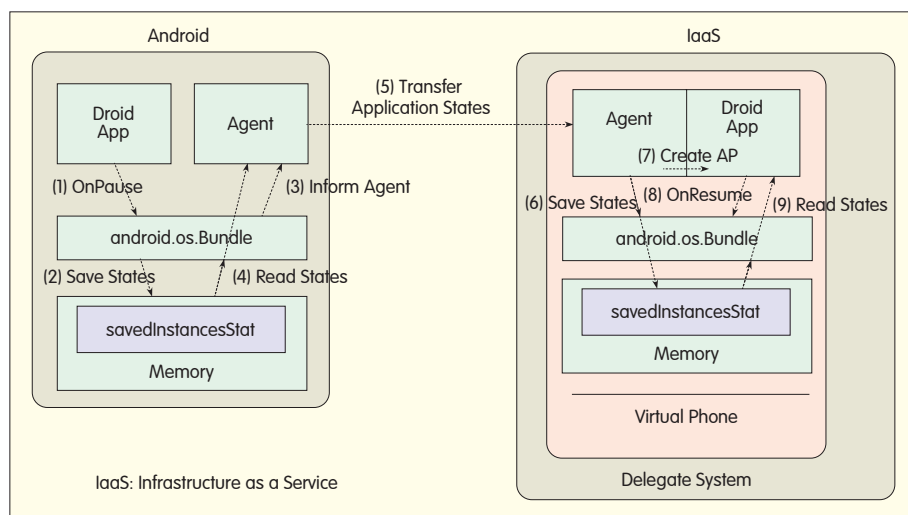 Android
Droid
App
Agent
(1) OnPause
(3) Inform Agent
android.os.Bundle
(2) Save States
(4) Read States
savedInstancesStat
Memory
(5) Transfer
Application States
IaaS
Agent
Droid
App
(7) Create AP
(6) Save States
(8) OnResume
(9) Read States
android.os.Bundle
savedInstancesStat
Memory
Virtual Phone
Delegate System
IaaS: Infrastructure as a Service